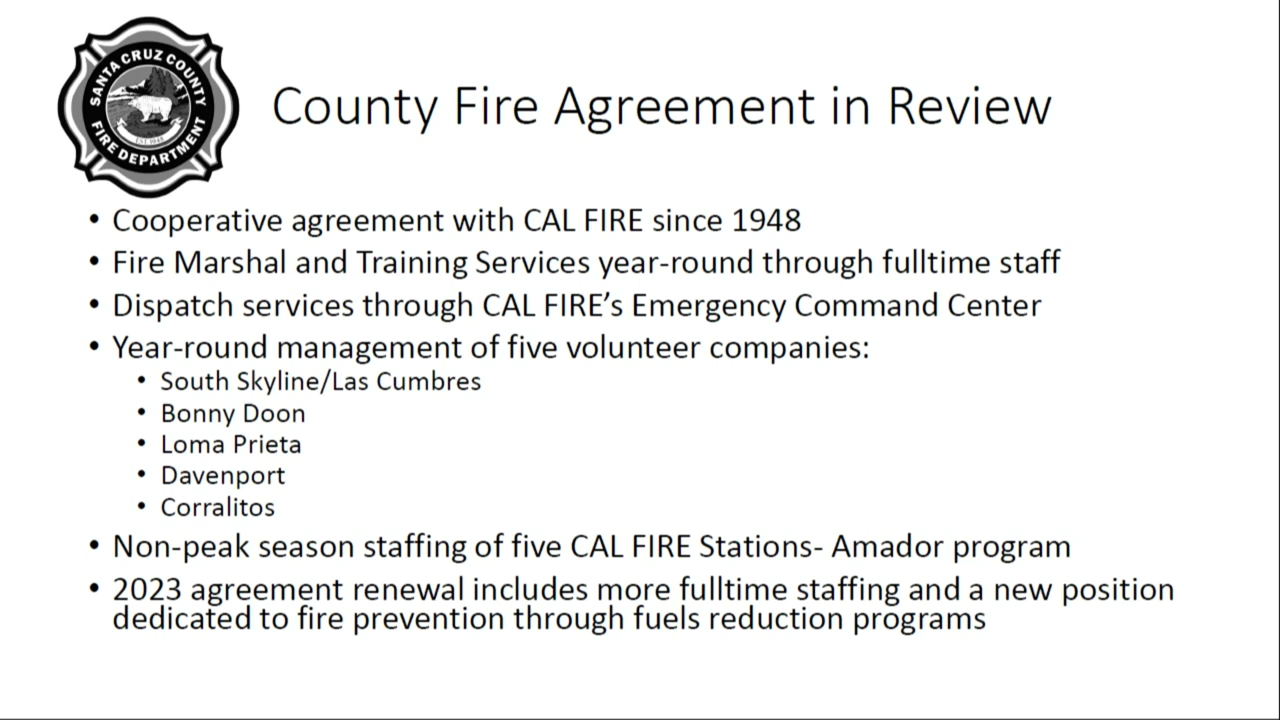 SANTA CRUZ COUNTY
FIRE DEPARTMENT
County Fire Agreement in Review
• Cooperative agreement with CAL FIRE since 1948
• Fire Marshal and Training Services year-round through fulltime staff
• Dispatch services through CAL FIRE’s Emergency Command Center
• Year-round management of five volunteer companies:
• South Skyline/Las Cumbres
• Bonny Doon
• Loma Prieta
• Davenport
• Corralitos
• Non-peak season staffing of five CAL FIRE Stations- Amador program
• 2023 agreement renewal includes more fulltime staffing and a new position
dedicated to fire prevention through fuels reduction programs